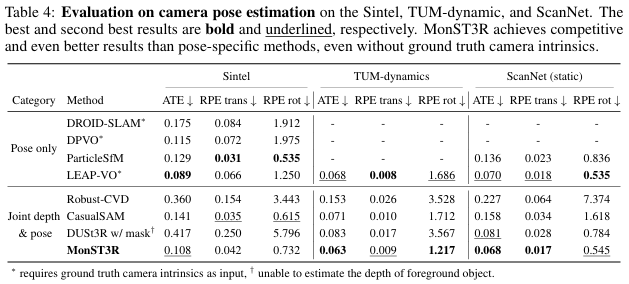 Table 4: Evaluation on camera pose estimation on the Sintel, TUM-dynamic, and ScanNet. The
best and second best results are bold and underlined, respectively. MonST3R achieves competitive
and even better results than pose-specific methods, even without ground truth camera intrinsics.
Sintel TUM-dynamics ScanNet (static)
Category Method ATE ↓ RPE trans ↓ RPE rot ↓ ATE ↓ RPE trans ↓ RPE rot ↓ ATE ↓ RPE trans ↓ RPE rot ↓
Pose only
DROID-SLAM* 0.175 0.084 1.912 - - - - - -
DPVO* 0.115 0.072 1.975 - - - - - -
ParticleSfM 0.129 0.031 0.535 - - - 0.136 0.023 0.836
LEAP-VO* 0.089 0.066 1.250 0.068 0.008 1.686 0.070 0.018 0.535
Joint depth
& pose
Robust-CVD 0.360 0.154 3.443 0.153 0.026 3.528 0.227 0.064 7.374
CasualSAM 0.141 0.035 0.615 0.071 0.010 1.712 0.158 0.034 1.618
DUSt3R w/ mask† 0.417 0.250 5.796 0.083 0.017 3.567 0.081 0.028 0.784
MonST3R 0.108 0.042 0.732 0.063 0.009 1.217 0.068 0.017 0.545
* requires ground truth camera intrinsics as input, † unable to estimate the depth of foreground object.